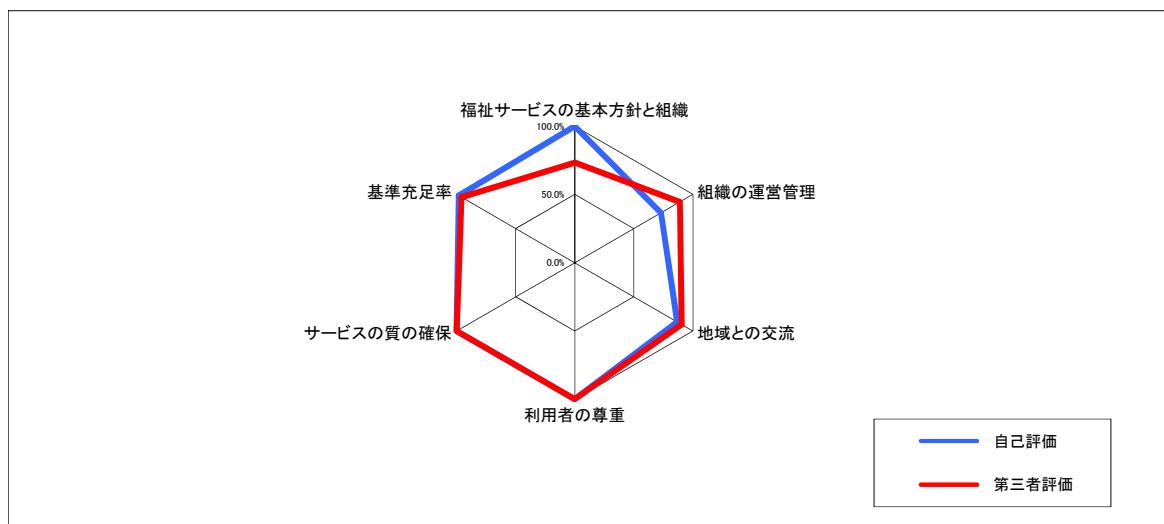 福祉サービスの基本方針と組織
100.0%
基準充足率
組織の運営管理
50.0%
0.0%
サービスの質の確保
地域との交流
利用者の尊重
自己評価
第三者評価